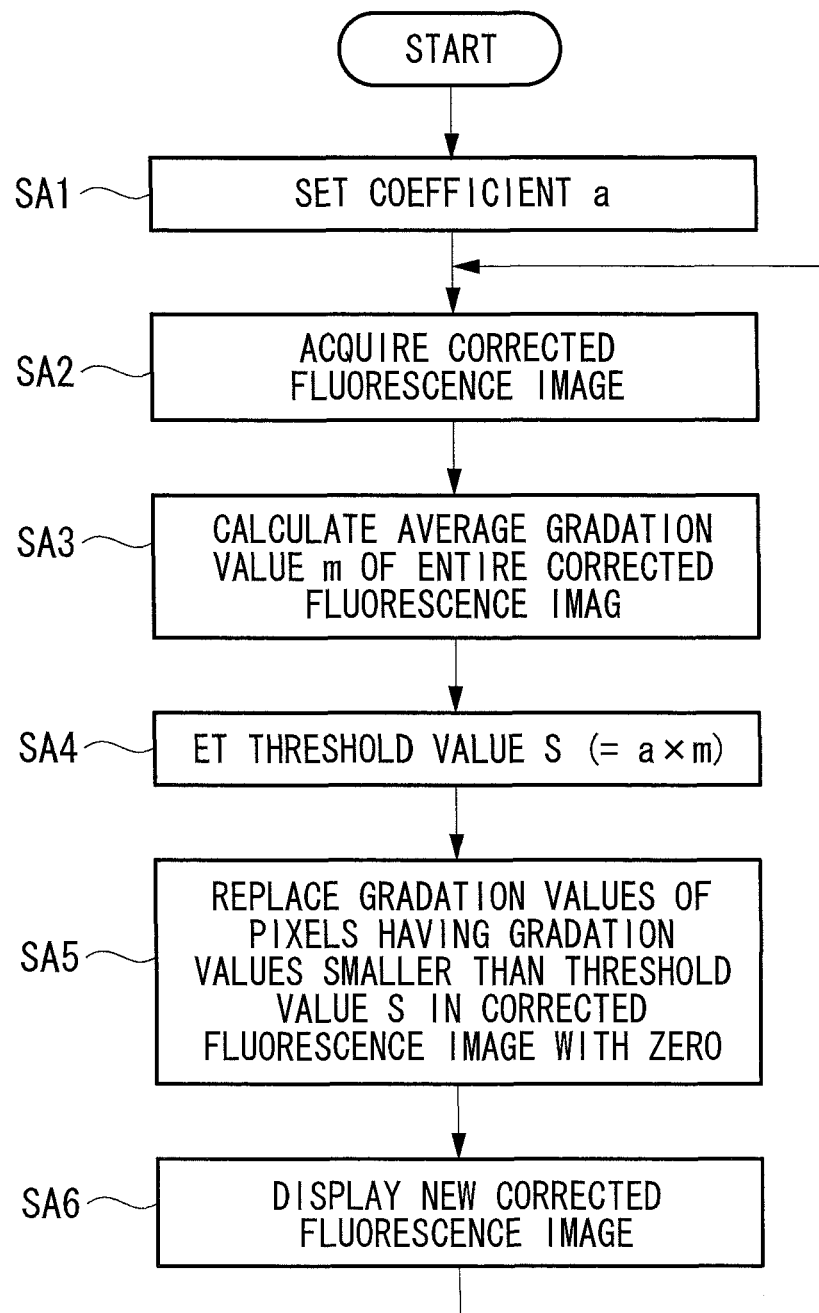 START
SA1
SET COEFFICIENT a
SA2
ACQUIRE CORRECTED
FLUORESCENCE IMAGE
SA3
CALCULATE AVERAGE GRADATION
VALUE m OF ENTIRE CORRECTED
FLUORESCENCE IMAG
SA4
ET THRESHOLD VALUE S (= a×m)
SA5
REPLACE GRADATION VALUES OF
PIXELS HAVING GRADATION
VALUES SMALLER THAN THRESHOLD
VALUE S IN CORRECTED
FLUORESCENCE IMAGE WITH ZERO
SA6
DISPLAY NEW CORRECTED
FLUORESCENCE IMAGE